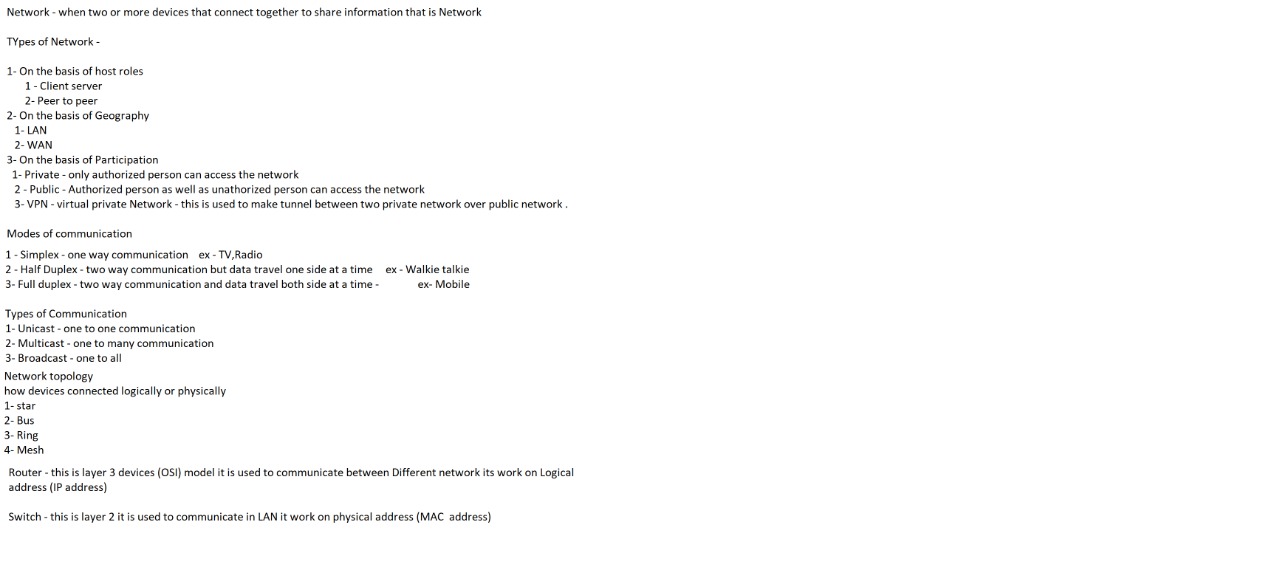 Network - when two or more devices that connect together to share information that is Network
TYpes of Network -
1- On the basis of host roles
1 - Client server
2- Peer to peer
2- On the basis of Geography
1- LAN
2- WAN
3- On the basis of Participation
1- Private - only authorized person can access the network
2 - Public - Authorized person as well as unathorized person can access the network
3- VPN - virtual private Network - this is used to make tunnel between two private network over public network .
Modes of communication
1 - Simplex - one way communication ex - TV,Radio
2 - Half Duplex - two way communication but data travel one side at a time ex - Walkie talkie
3- Full duplex - two way communication and data travel both side at a time - ex- Mobile
Types of Communication
1- Unicast - one to one communication
2- Multicast - one to many communication
3- Broadcast - one to all
Network topology
how devices connected logically or physically
1- star
2- Bus
3- Ring
4- Mesh
Router - this is layer 3 devices (OSI) model it is used to communicate between Different network its work on Logical
address (IP address)
Switch - this is layer 2 it is used to communicate in LAN it work on physical address (MAC address)